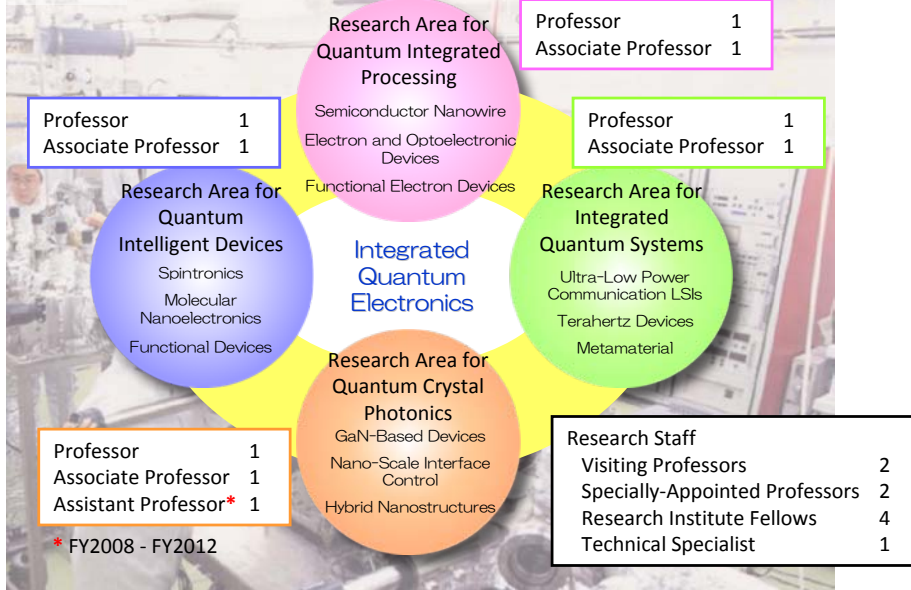 Research Area for
Quantum Integrated
Processing
Semiconductor Nanowire
Electron and Optoelectronic
Devices
Functional Electron Devices
Professor 1
Associate Professor 1
Professor 1
Associate Professor 1
Professor 1
Associate Professor 1
Research Area for
Quantum
Intelligent Devices
Spintronics
Molecular
Nanoelectronics
Functional Devices
Integrated
Quantum
Electronics
Research Area for
Integrated
Quantum Systems
Ultra-Low Power
Communication LSIs
Terahertz Devices
Metamaterial
Research Area for
Quantum Crystal
Photonics
GaN-Based Devices
Nano-Scale Interface
Control
Hybrid Nanostructures
Professor 1
Associate Professor 1
Assistant Professor* 1
* FY2008 - FY2012
Research Staff
Visiting Professors 2
Specially-Appointed Professors 2
Research Institute Fellows 4
Technical Specialist 1